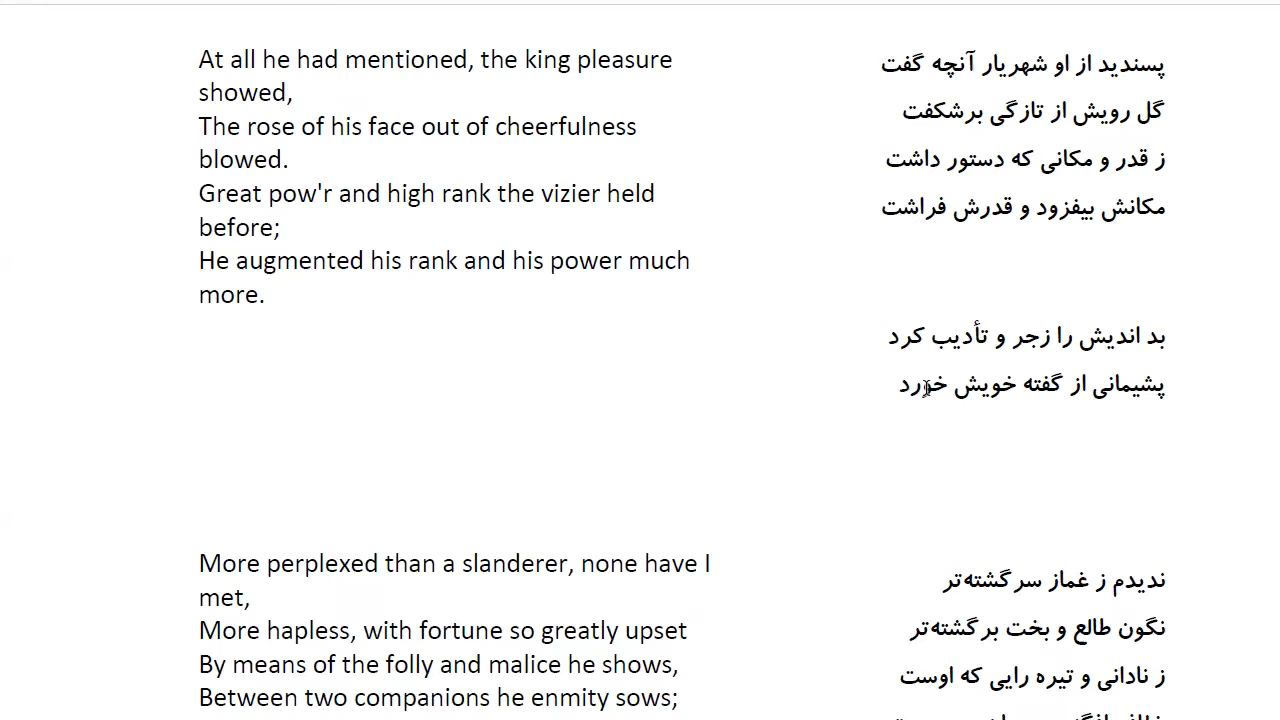 At all he had mentioned, the king pleasure
showed,
The rose of his face out of cheerfulness
blowed.
Great pow'r and high rank the vizier held
before;
He augmented his rank and his power much
more.
More perplexed than a slanderer, none have I
met,
More hapless, with fortune so greatly upset
By means of the folly and malice he shows,
Between two companions he enmity sows;
پسندید از او شهریار آنچه گفت
گل رویش از تازگی برشکفت
ز قدر و مکانی که دستور داشت
مکانش بیفزود و قدرش فراشت
بد اندیش را زجر و تأدیب کرد
پشیمانی از گفته خویش خورد
ندیدم ز غماز سرگشته‌تر
نگون طالع و بخت برگشته‌تر
ز نادانی و تیره رایی که اوست